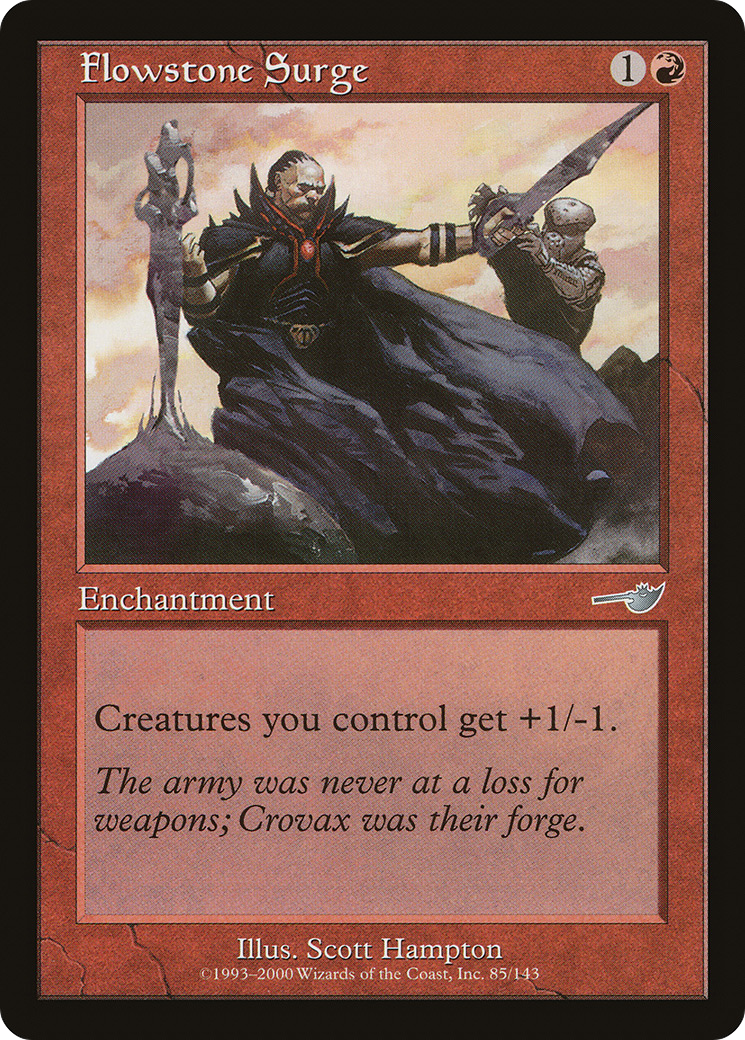 Flowstone Surge 1
Enchantment
Creatures you control get +1/-1.
The army was never at a loss for
weapons; Crovax was their forge.
Illus. Scott Hampton
©1993–2000 Wizards of the Coast, Inc. 85/143